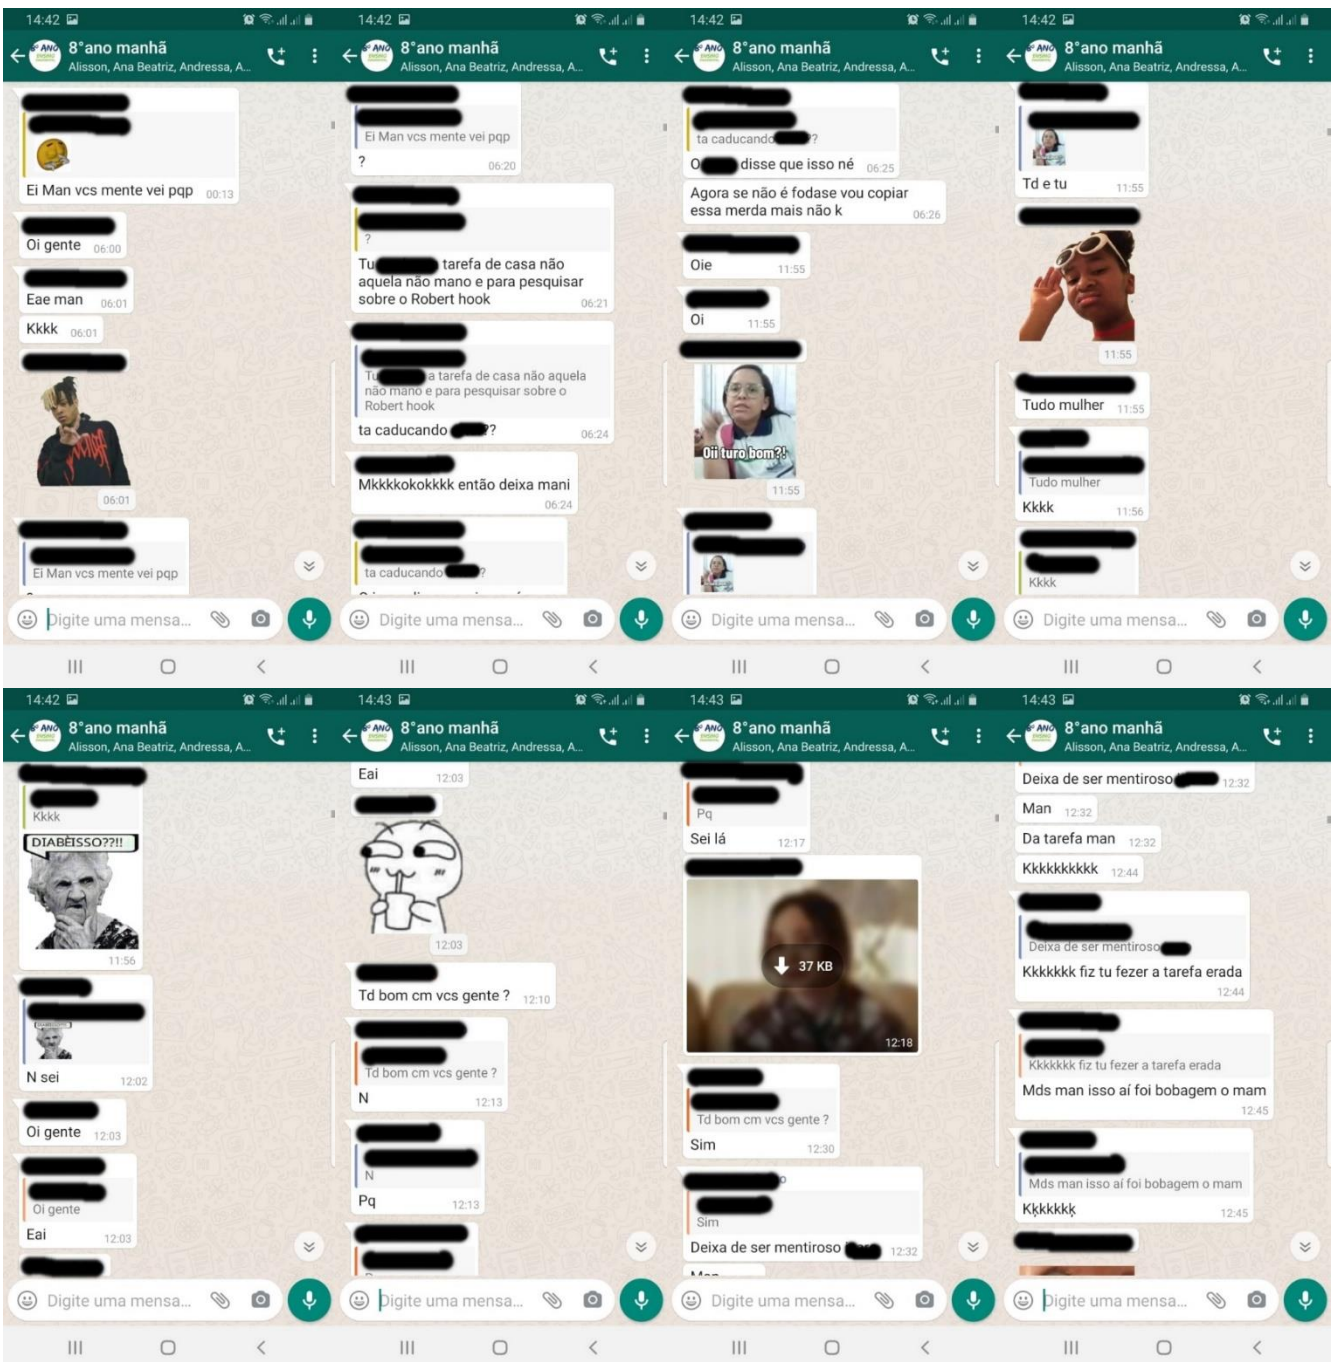 14:42
8°ano manhã
Alisson, Ana Beatriz, Andressa, A...
Ei Man vcs mente vei pqp 00:13
Oi gente 06:00
Eae man 06:01
Kkkk 06:01
06:01
Ei Man vcs mente vei pqp
Digite uma mensa...
14:42
8°ano manhã
Alisson, Ana Beatriz, Andressa, A...
Ei Man vcs mente vei pqp
? 06:20
?
Tu tarefa de casa não
aquela não mano e para pesquisar
sobre o Robert hook 06:21
Tu a tarefa de casa não aquela
não mano e para pesquisar sobre o
Robert hook
ta caducando ?? 06:24
Mkkkkokokkkk então deixa mani
06:24
ta caducando ?
Digite uma mensa...
14:42
8°ano manhã
Alisson, Ana Beatriz, Andressa, A...
ta caducando ??
O disse que isso né 06:25
Agora se não é fodase vou copiar
essa merda mais não k 06:26
Oie 11:55
Oi 11:55
Oii turo bom?!
11:55
Digite uma mensa...
14:42
8°ano manhã
Alisson, Ana Beatriz, Andressa, A...
Td e tu 11:55
11:55
Tudo mulher 11:55
Tudo mulher
Kkkk 11:56
Kkkk
Digite uma mensa...
14:42
8°ano manhã
Alisson, Ana Beatriz, Andressa, A...
Kkkk
DIABÈISSO??!!
11:56
N sei 12:02
Oi gente 12:03
Oi gente
Eai 12:03
Digite uma mensa...
14:43
8°ano manhã
Alisson, Ana Beatriz, Andressa, A...
Eai 12:03
12:03
Td bom cm vcs gente ? 12:10
Td bom cm vcs gente ?
N 12:13
N
Pq 12:13
Digite uma mensa...
14:43
8°ano manhã
Alisson, Ana Beatriz, Andressa, A...
Pq
Sei lá 12:17
37 KB
12:18
Td bom cm vcs gente ?
Sim 12:30
Sim
Deixa de ser mentiroso 12:32
Man
Digite uma mensa...
14:43
8°ano manhã
Alisson, Ana Beatriz, Andressa, A...
Deixa de ser mentiroso 12:32
Man 12:32
Da tarefa man 12:32
Kkkkkkkkkk 12:44
Deixa de ser mentiroso
Kkkkkkk fiz tu fezer a tarefa erada
12:44
Kkkkkkk fiz tu fezer a tarefa erada
Mds man isso aí foi bobagem o mam
12:45
Mds man isso aí foi bobagem o mam
Kķkkkkķ 12:45
Digite uma mensa...